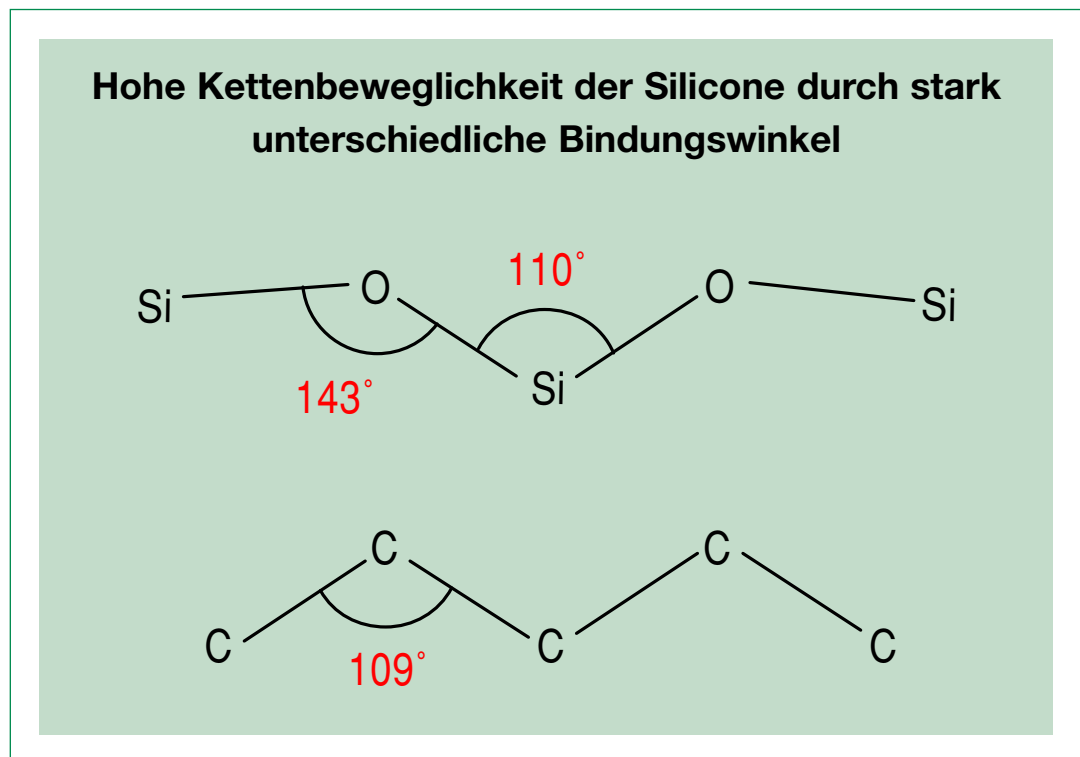 Hohe Kettenbeweglichkeit der Silicone durch stark
unterschiedliche Bindungswinkel
110°
Si O O Si
143° Si
C C
C C C
109°